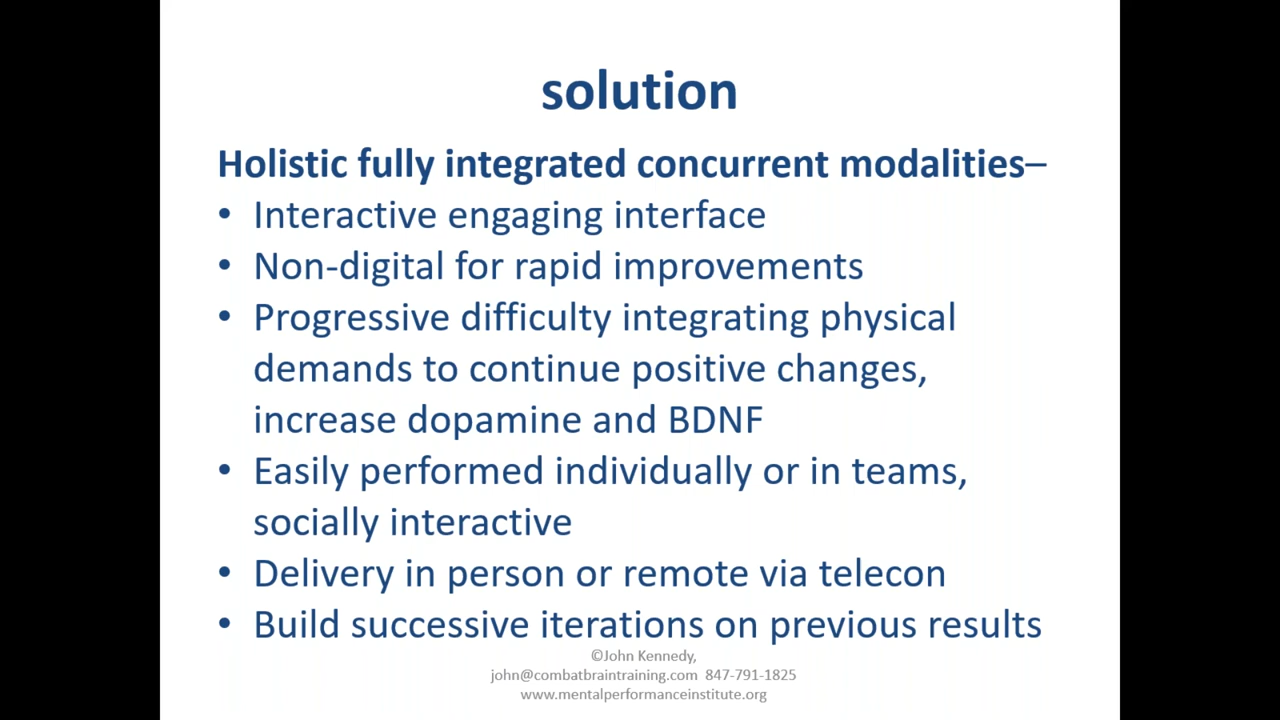 solution
Holistic fully integrated concurrent modalities–
• Interactive engaging interface
• Non-digital for rapid improvements
• Progressive difficulty integrating physical
demands to continue positive changes,
increase dopamine and BDNF
• Easily performed individually or in teams,
socially interactive
• Delivery in person or remote via telecon
• Build successive iterations on previous results
©John Kennedy,
john@combatbraintraining.com 847-791-1825
www.mentalperformanceinstitute.org